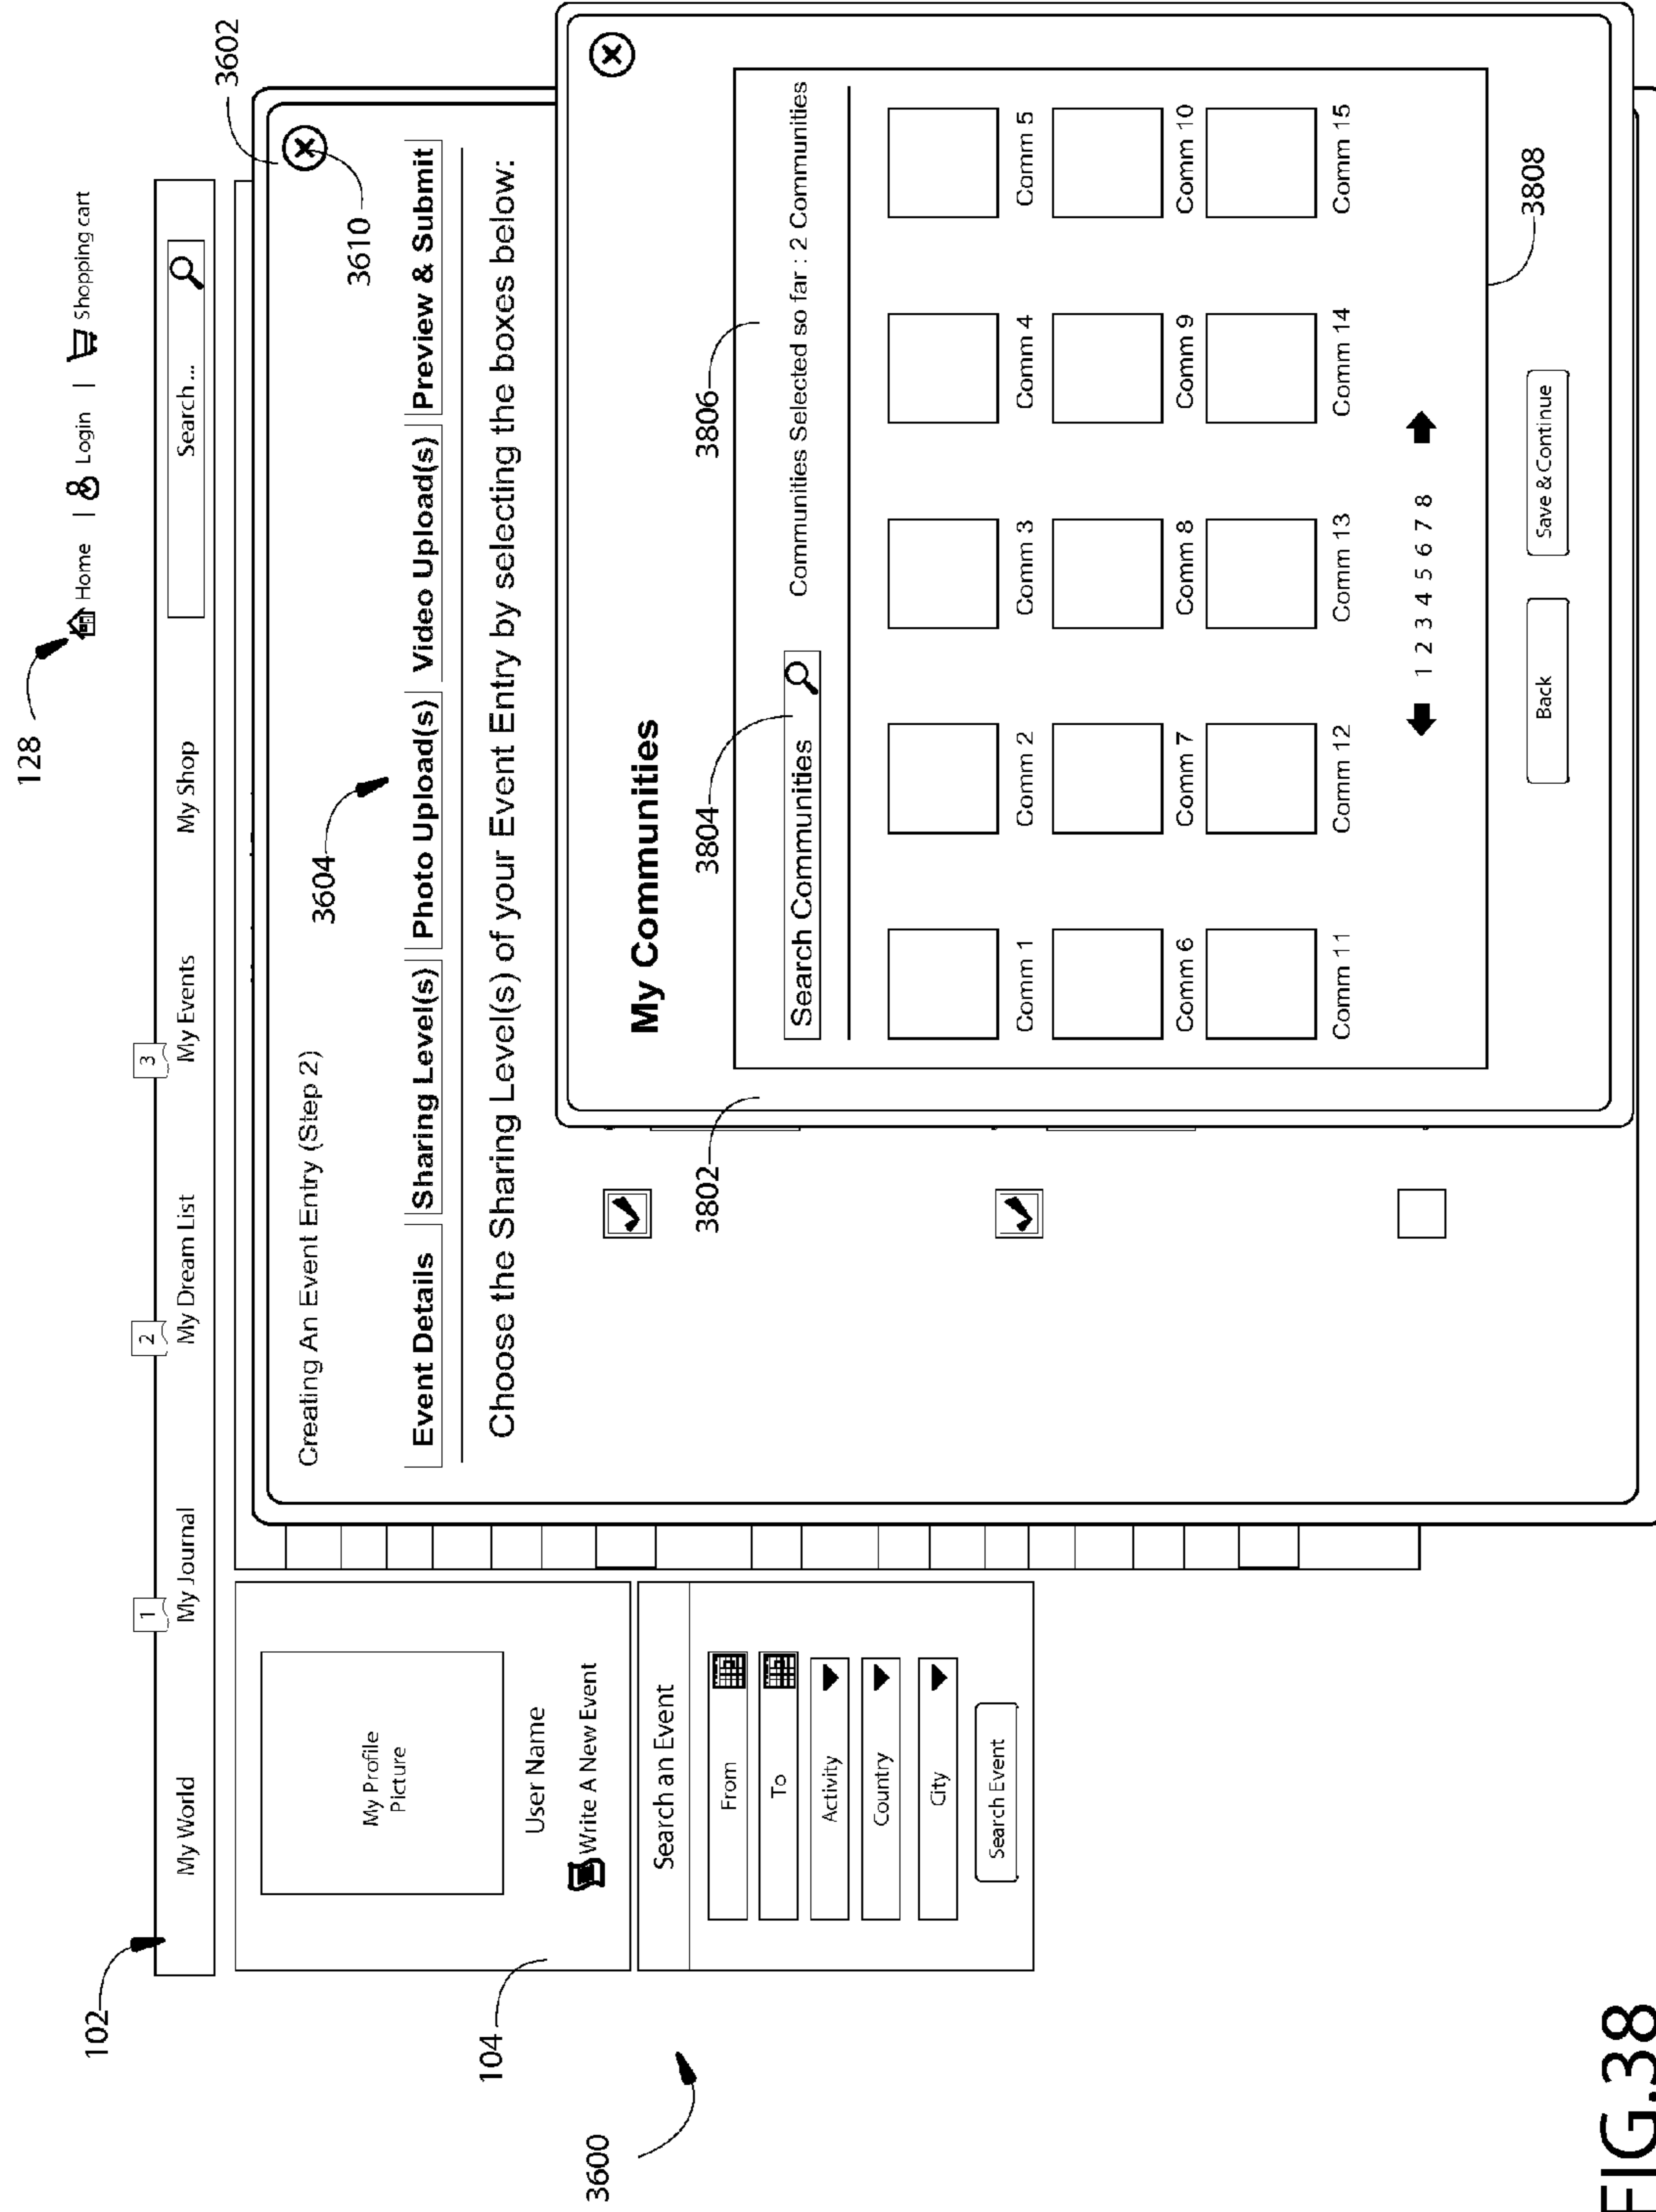 128
Home | Login | Shopping cart
102
1 2 3
My World My Journal My Dream List My Events My Shop Search ...
3602
104
My Profile
Picture
User Name
Write A New Event
Search an Event
From
To
Activity
Country
City
Search Event
3600
Creating An Event Entry (Step 2)
3604
3610
Event Details Sharing Level(s) Photo Upload(s) Video Upload(s) Preview & Submit
Choose the Sharing Level(s) of your Event Entry by selecting the boxes below:
My Communities
3802 3804 3806
Search Communities Communities Selected so far : 2 Communities
Comm 1 Comm 2 Comm 3 Comm 4 Comm 5
Comm 6 Comm 7 Comm 8 Comm 9 Comm 10
Comm 11 Comm 12 Comm 13 Comm 14 Comm 15
1 2 3 4 5 6 7 8
Back Save & Continue
3808
FIG.38